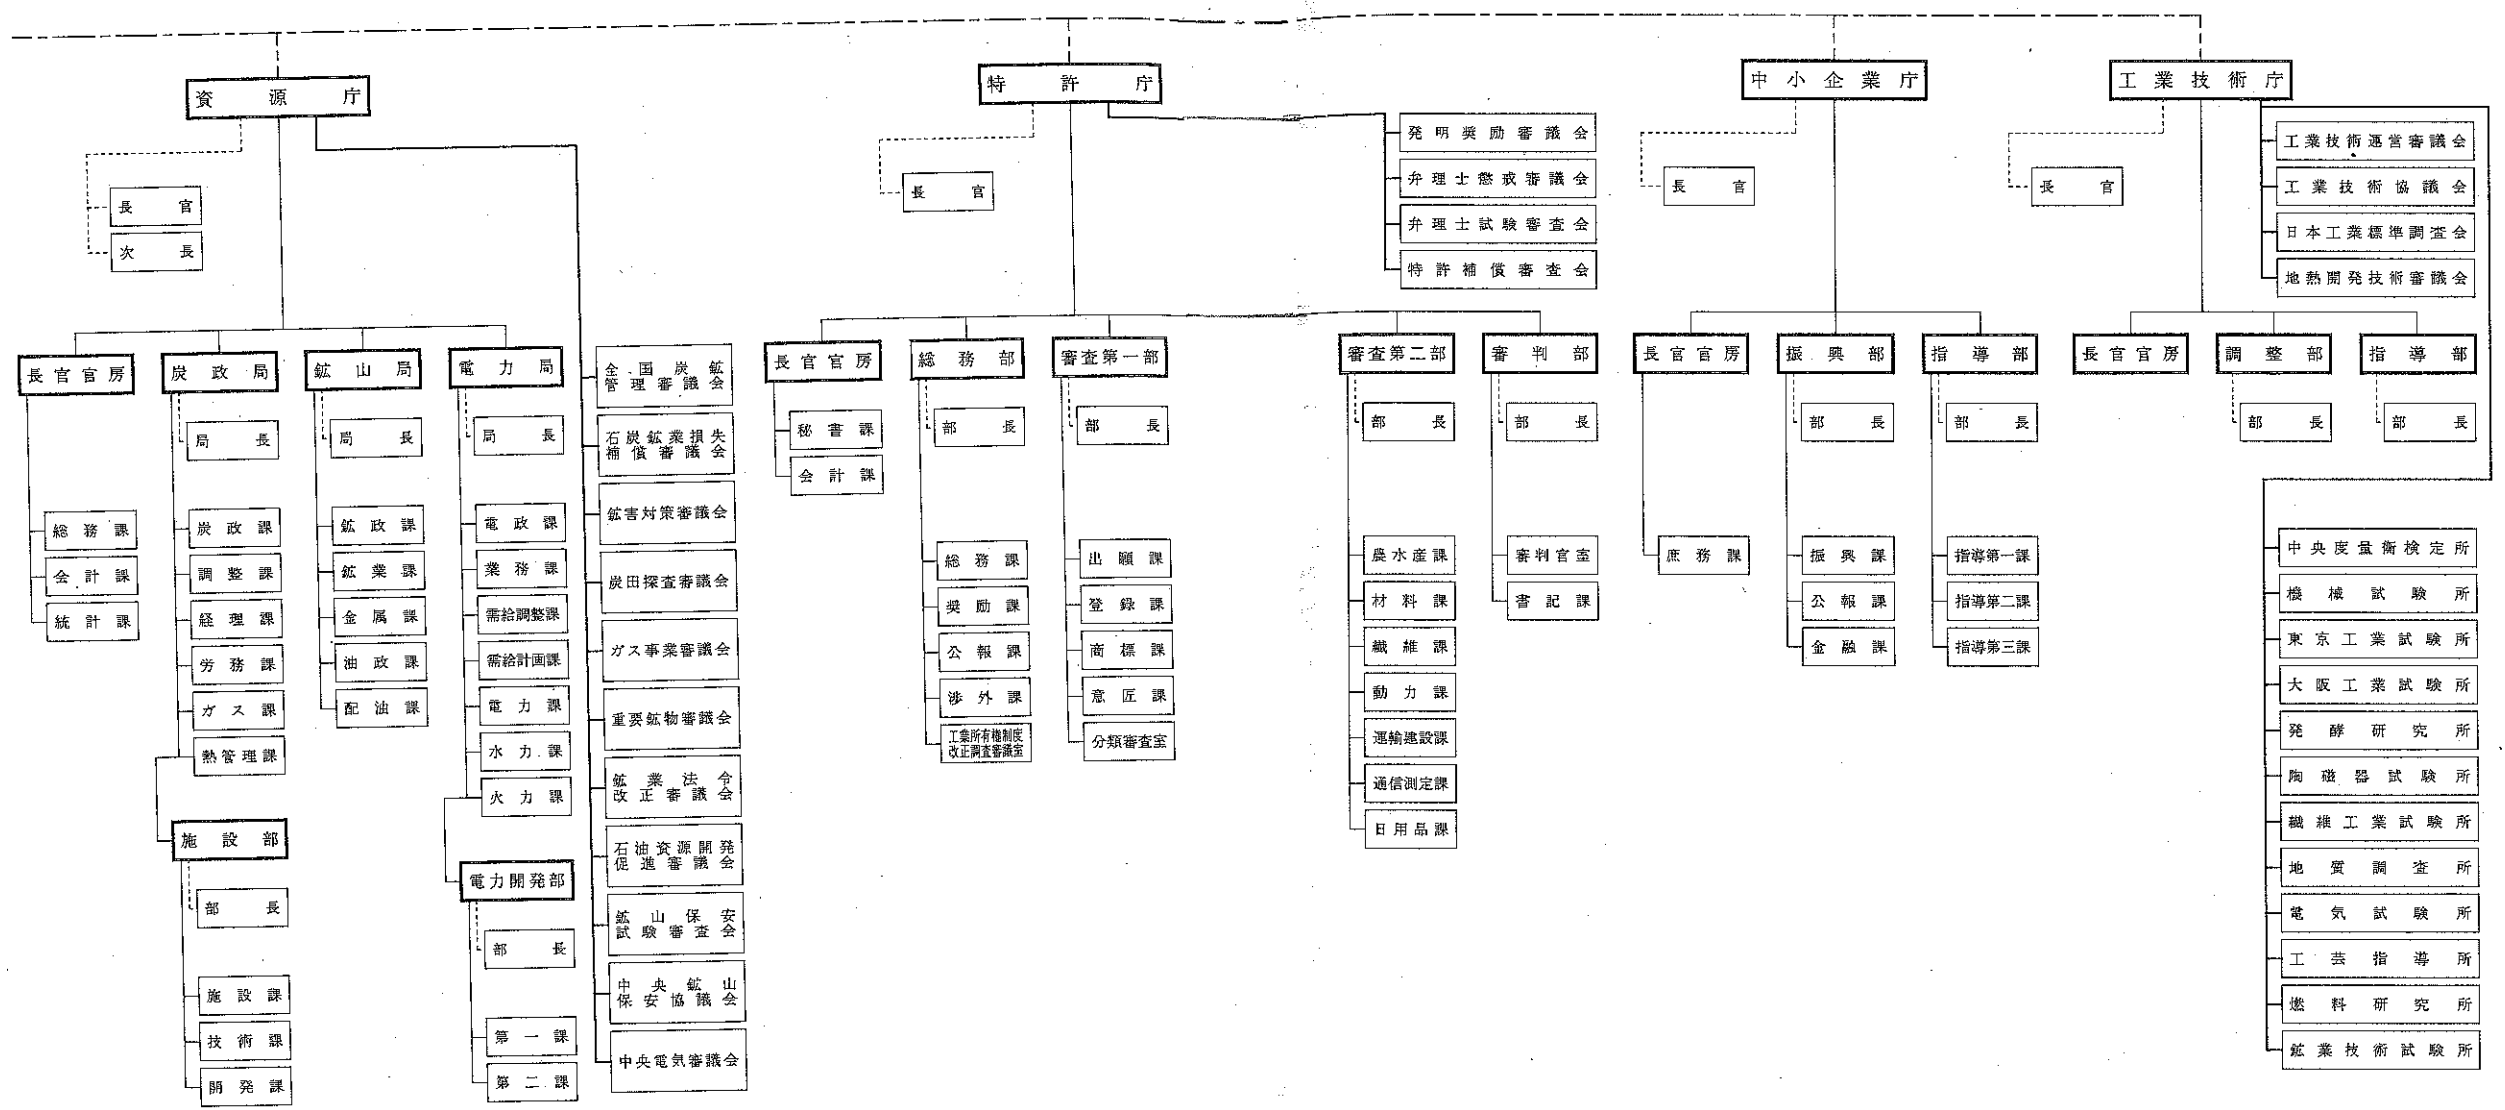 資源庁
長官
次長
長官官房
総務課
会計課
統計課
炭政局
局長
炭政課
調整課
経理課
労務課
ガス課
熱管理課
施設部
部長
施設課
技術課
開発課
鉱山局
局長
鉱政課
鉱業課
金属課
油政課
配油課
電力局
局長
電政課
業務課
需給調整課
需給計画課
電力課
水力課
火力課
電力開発部
部長
第一課
第二課
全国炭鉱
管理審議会
石炭鉱業損失
補償審議会
鉱害対策審議会
炭田探査審議会
ガス事業審議会
重要鉱物審議会
鉱業法令
改正審議会
石油資源開発
促進審議会
鉱山保安
試験審査会
中央鉱山
保安協議会
中央電気審議会
特許庁
長官
発明奨励審議会
弁理士懲戒審議会
弁理士試験審査会
特許補償審査会
長官官房
秘書課
会計課
総務部
部長
総務課
奨励課
公報課
渉外課
工業所有権制度
改正調査審議室
審査第一部
部長
出願課
登録課
商標課
意匠課
分類審査室
審査第二部
部長
農水産課
材料課
繊維課
動力課
運輸建設課
通信測定課
日用品課
審判部
部長
審判官室
書記課
中小企業庁
長官
長官官房
庶務課
振興部
部長
振興課
公報課
金融課
指導部
部長
指導第一課
指導第二課
指導第三課
工業技術庁
長官
工業技術運営審議会
工業技術協議会
日本工業標準調査会
地熱開発技術審議会
長官官房
調整部
部長
指導部
部長
中央度量衡検定所
機械試験所
東京工業試験所
大阪工業試験所
発酵研究所
陶磁器試験所
繊維工業試験所
地質調査所
電気試験所
工芸指導所
燃料研究所
鉱業技術試験所